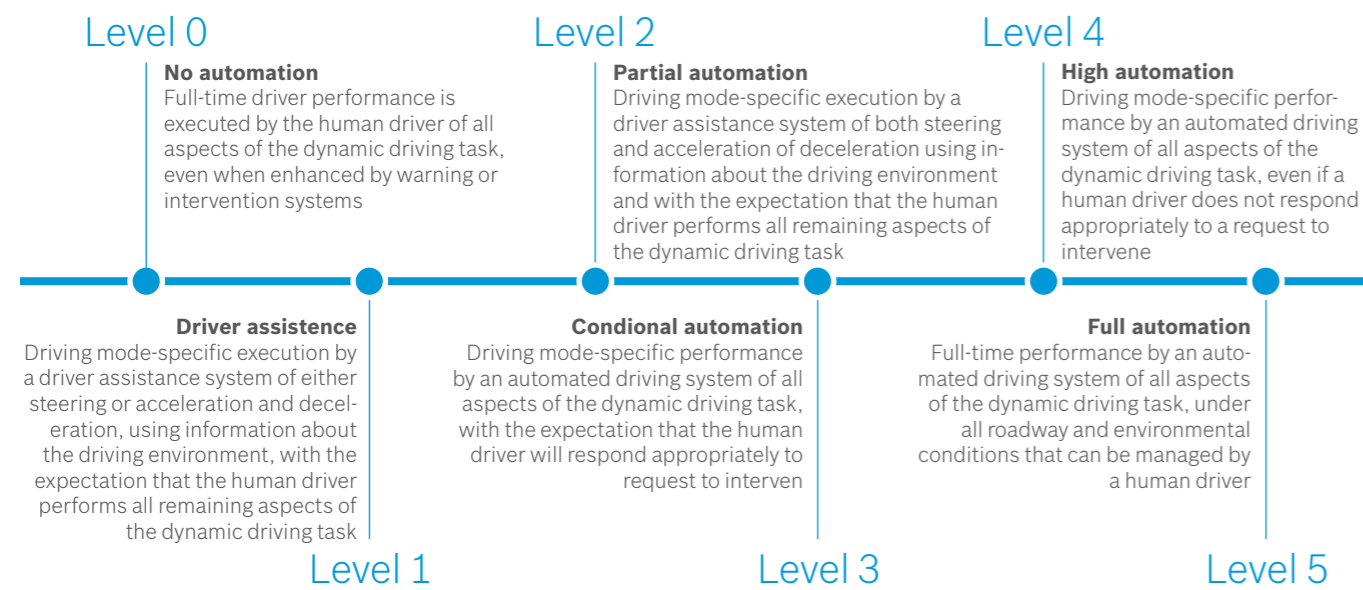 Level 0
No automation
Full-time driver performance is
executed by the human driver of all
aspects of the dynamic driving task,
even when enhanced by warning or
intervention systems
Level 2
Partial automation
Driving mode-specific execution by a
driver assistance system of both steering
and acceleration of deceleration using in-
formation about the driving environment
and with the expectation that the human
driver performs all remaining aspects of
the dynamic driving task
Level 4
High automation
Driving mode-specific perfor-
mance by an automated driving
system of all aspects of the
dynamic driving task, even if a
human driver does not respond
appropriately to a request to
intervene
Driver assistence
Driving mode-specific execution by
a driver assistance system of either
steering or acceleration and decel-
eration, using information about
the driving environment, with the
expectation that the human driver
performs all remaining aspects of
the dynamic driving task
Level 1
Condional automation
Driving mode-specific performance
by an automated driving system of all
aspects of the dynamic driving task,
with the expectation that the human
driver will respond appropriately to
request to interven
Level 3
Full automation
Full-time performance by an auto-
mated driving system of all aspects
of the dynamic driving task, under
all roadway and environmental
conditions that can be managed by
a human driver
Level 5